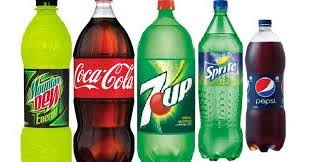 Mountain
Dew
Energy
Coca-Cola
7UP
Sprite
pepsi